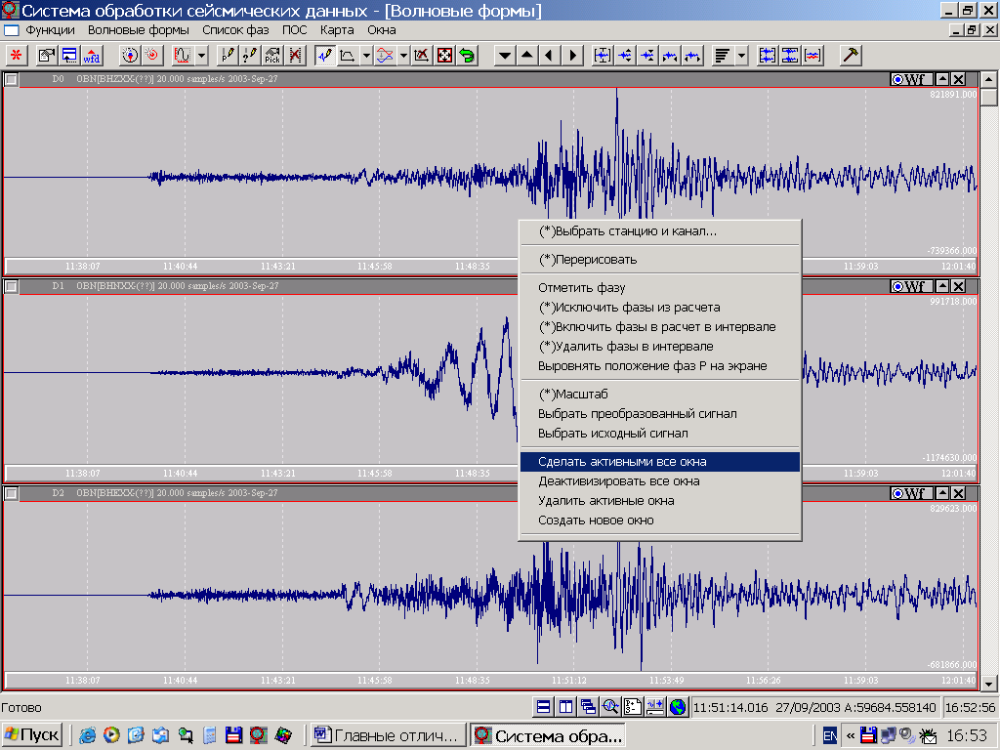 Система обработки сейсмических данных - [Волновые формы]
Функции Волновые формы Список фаз ПОС Карта Окна
wfa P ? Pick
D0 OBN[BHZXX-(??)] 20.000 samples/s 2003-Sep-27 Wf
821891.000
-739366.000
11:38:07 11:40:44 11:43:21 11:45:58 11:48:35 11:59:03 12:01:40
D1 OBN[BHNXX-(??)] 20.000 samples/s 2003-Sep-27 Wf
991718.000
-1174630.000
11:38:07 11:40:44 11:43:21 11:45:58 11:48:35 11:59:03 12:01:40
D2 OBN[BHEXX-(??)] 20.000 samples/s 2003-Sep-27 Wf
829623.000
-681866.000
11:38:07 11:40:44 11:43:21 11:45:58 11:48:35 11:51:12 11:53:49 11:56:26 11:59:03 12:01:40
(*)Выбрать станцию и канал...
(*)Перерисовать
Отметить фазу
(*)Исключить фазы из расчета
(*)Включить фазы в расчет в интервале
(*)Удалить фазы в интервале
Выровнять положение фаз P на экране
(*)Масштаб
Выбрать преобразованный сигнал
Выбрать исходный сигнал
Сделать активными все окна
Деактивизировать все окна
Удалить активные окна
Создать новое окно
Готово 11:51:14.016 27/09/2003 A:59684.558140 16:52:56
Пуск Главные отлич... Система обра... EN « 16:53